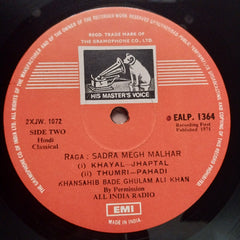 REGD. TRADE MARK OF
THE GRAMOPHONE CO., LTD.
HIS MASTER'S VOICE
2XJW. 1072
SIDE TWO
Hindi
Classical
℗ EALP. 1364
Recording First
Published 1971
RAGA : SADRA MEGH MALHAR
(i) KHAYAL-JHAPTAL
(ii) THUMRI-PAHADI
KHANSAHIB BADE GHULAM ALI KHAN
By Permission
ALL INDIA RADIO
EMI
MADE IN INDIA